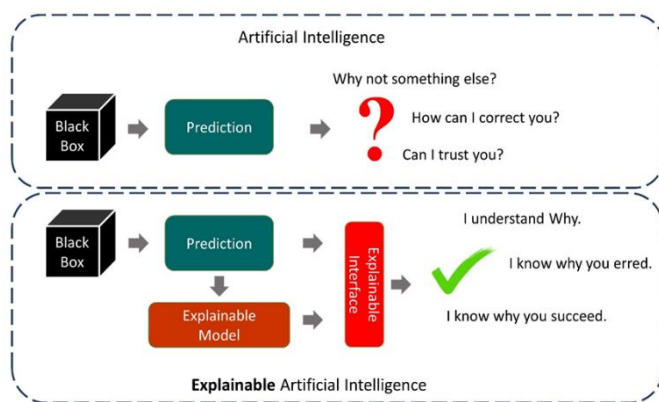 Artificial Intelligence
Why not something else?
Black
Box
Prediction
?
How can I correct you?
Can I trust you?
Black
Box
Prediction
Explainable
Model
Explainable
Interface
I understand Why.
I know why you erred.
I know why you succeed.
Explainable Artificial Intelligence